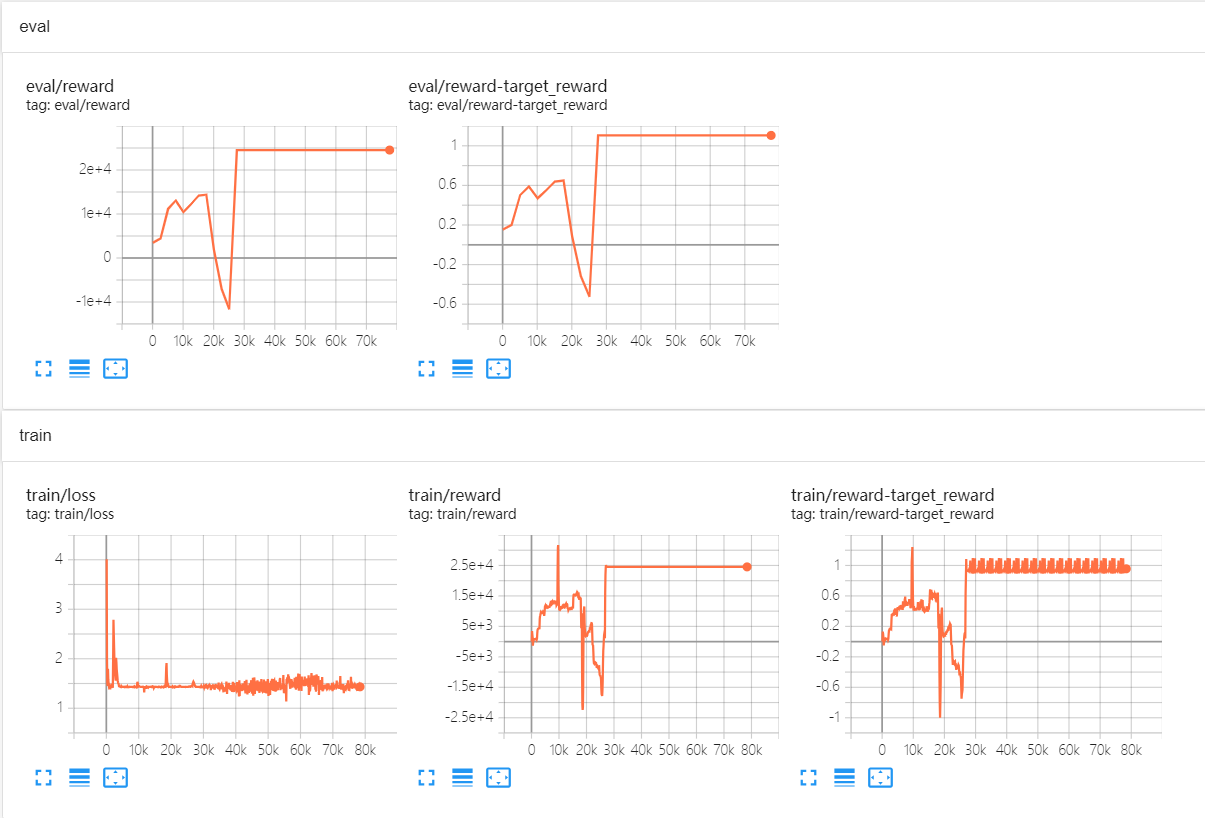 eval
eval/reward
tag: eval/reward
2e+4
1e+4
0
-1e+4
0 10k 20k 30k 40k 50k 60k 70k
eval/reward-target_reward
tag: eval/reward-target_reward
1
0.6
0.2
-0.2
-0.6
0 10k 20k 30k 40k 50k 60k 70k
train
train/loss
tag: train/loss
4
3
2
1
0 10k 20k 30k 40k 50k 60k 70k 80k
train/reward
tag: train/reward
2.5e+4
1.5e+4
5e+3
-5e+3
-1.5e+4
-2.5e+4
0 10k 20k 30k 40k 50k 60k 70k 80k
train/reward-target_reward
tag: train/reward-target_reward
1
0.6
0.2
-0.2
-0.6
-1
0 10k 20k 30k 40k 50k 60k 70k 80k